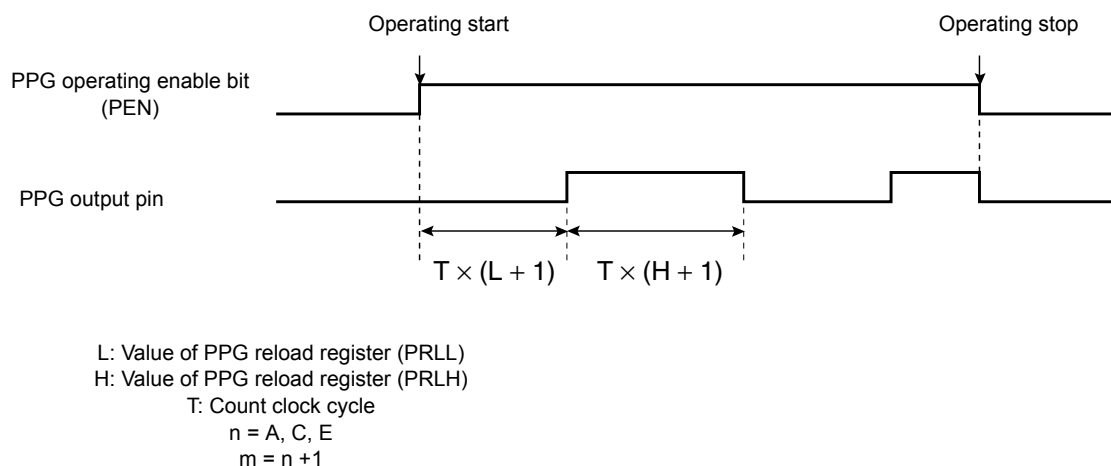 Operating start
Operating stop
PPG operating enable bit
(PEN)
PPG output pin
T × (L + 1)
T × (H + 1)
L: Value of PPG reload register (PRLL)
H: Value of PPG reload register (PRLH)
T: Count clock cycle
n = A, C, E
m = n +1